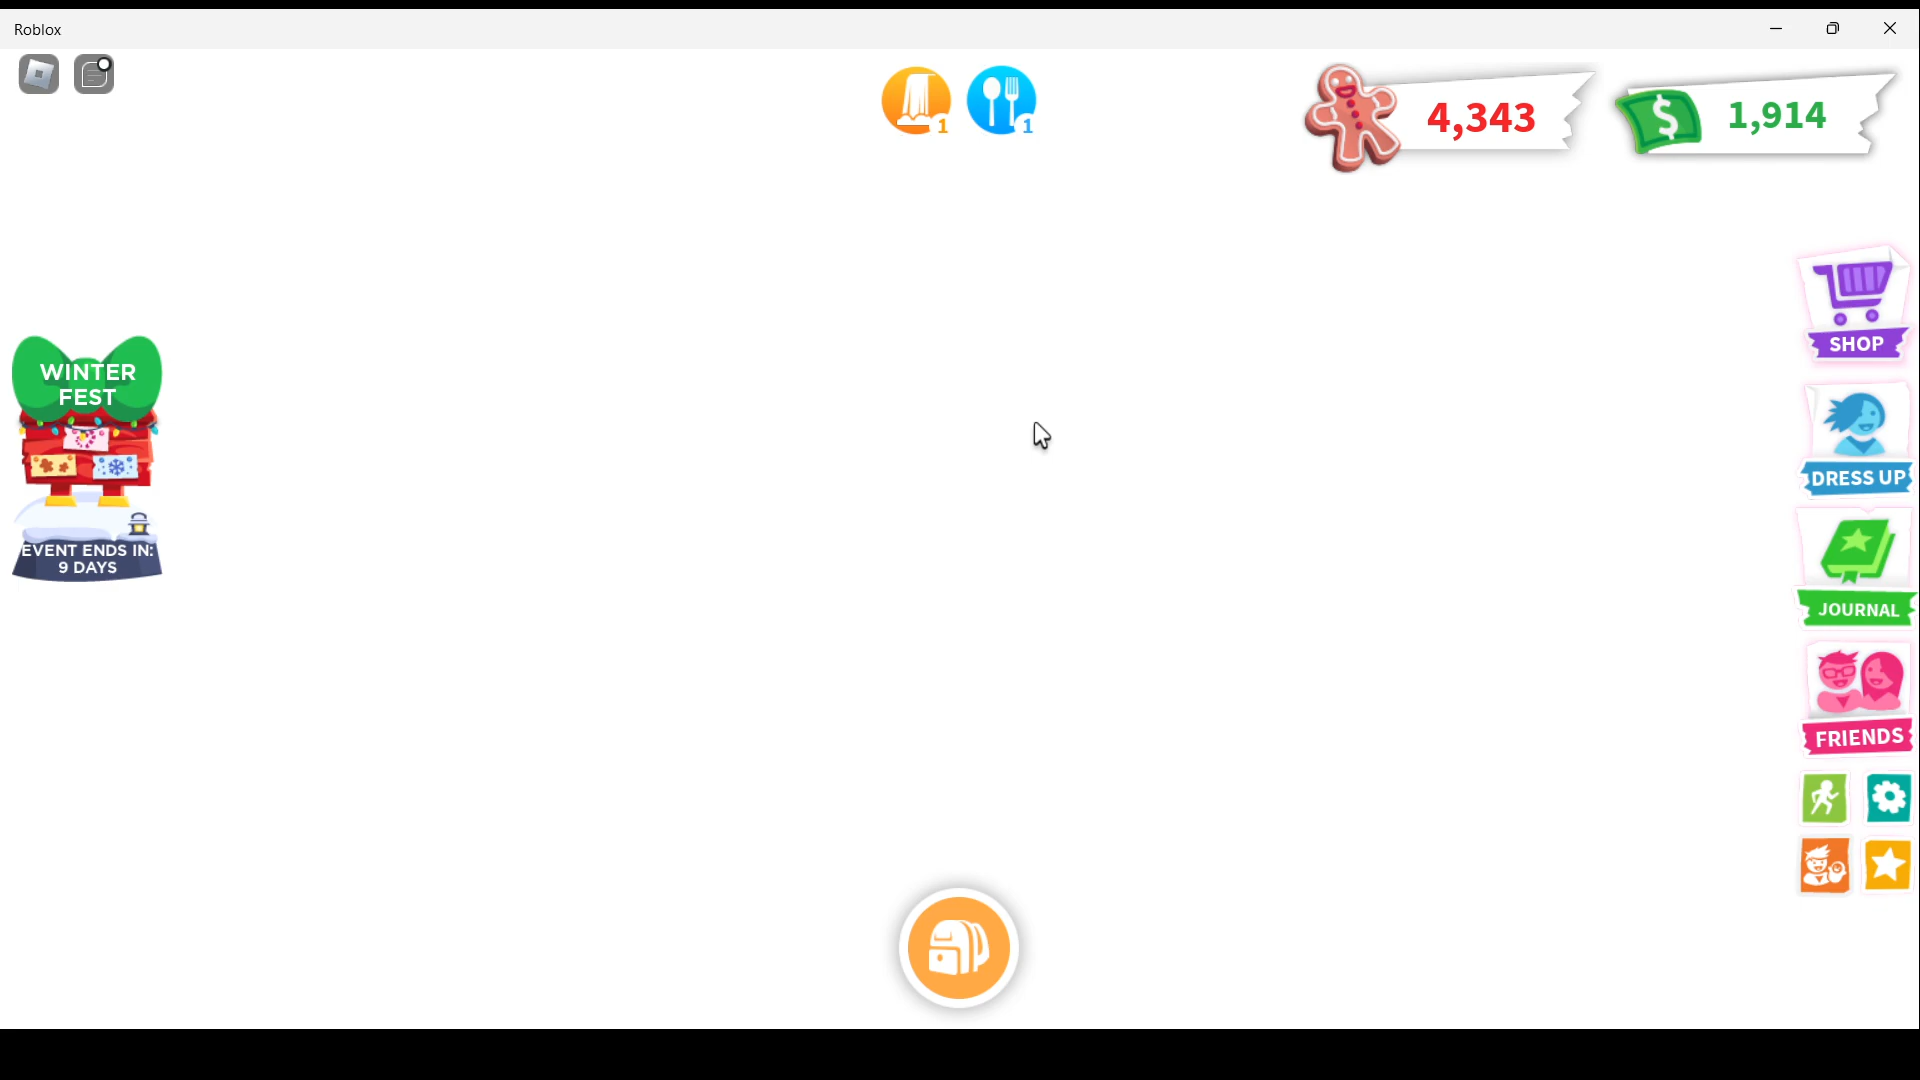 Roblox
1
1
4,343
1,914
SHOP
WINTER
FEST
DRESS UP
EVENT ENDS IN:
9 DAYS
JOURNAL
FRIENDS